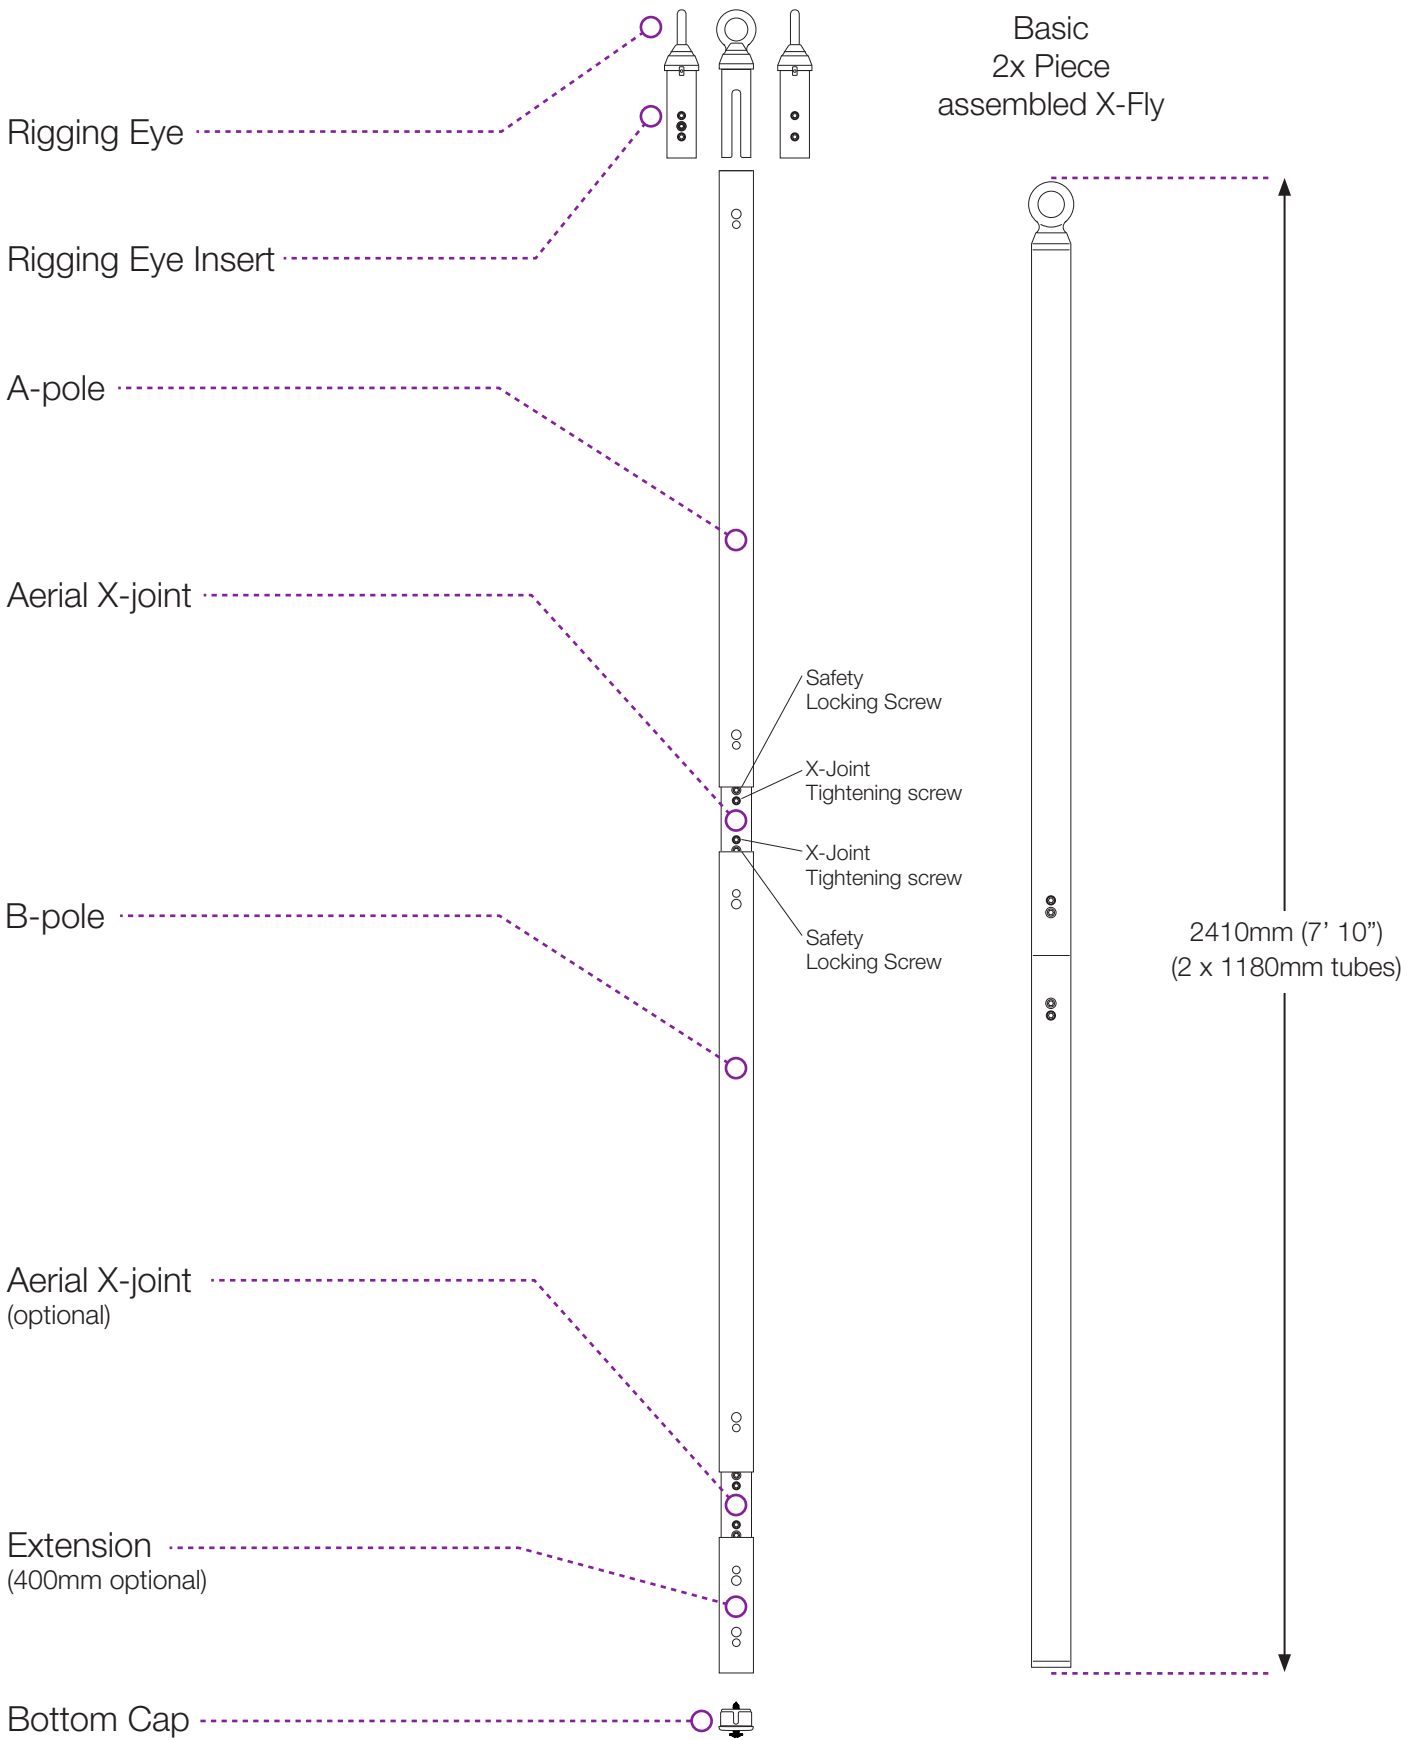 Basic
2x Piece
assembled X-Fly
Rigging Eye
Rigging Eye Insert
A-pole
Aerial X-joint
Safety
Locking Screw
X-Joint
Tightening screw
X-Joint
Tightening screw
B-pole
Safety
Locking Screw
2410mm (7’ 10”)
(2 x 1180mm tubes)
Aerial X-joint
(optional)
Extension
(400mm optional)
Bottom Cap